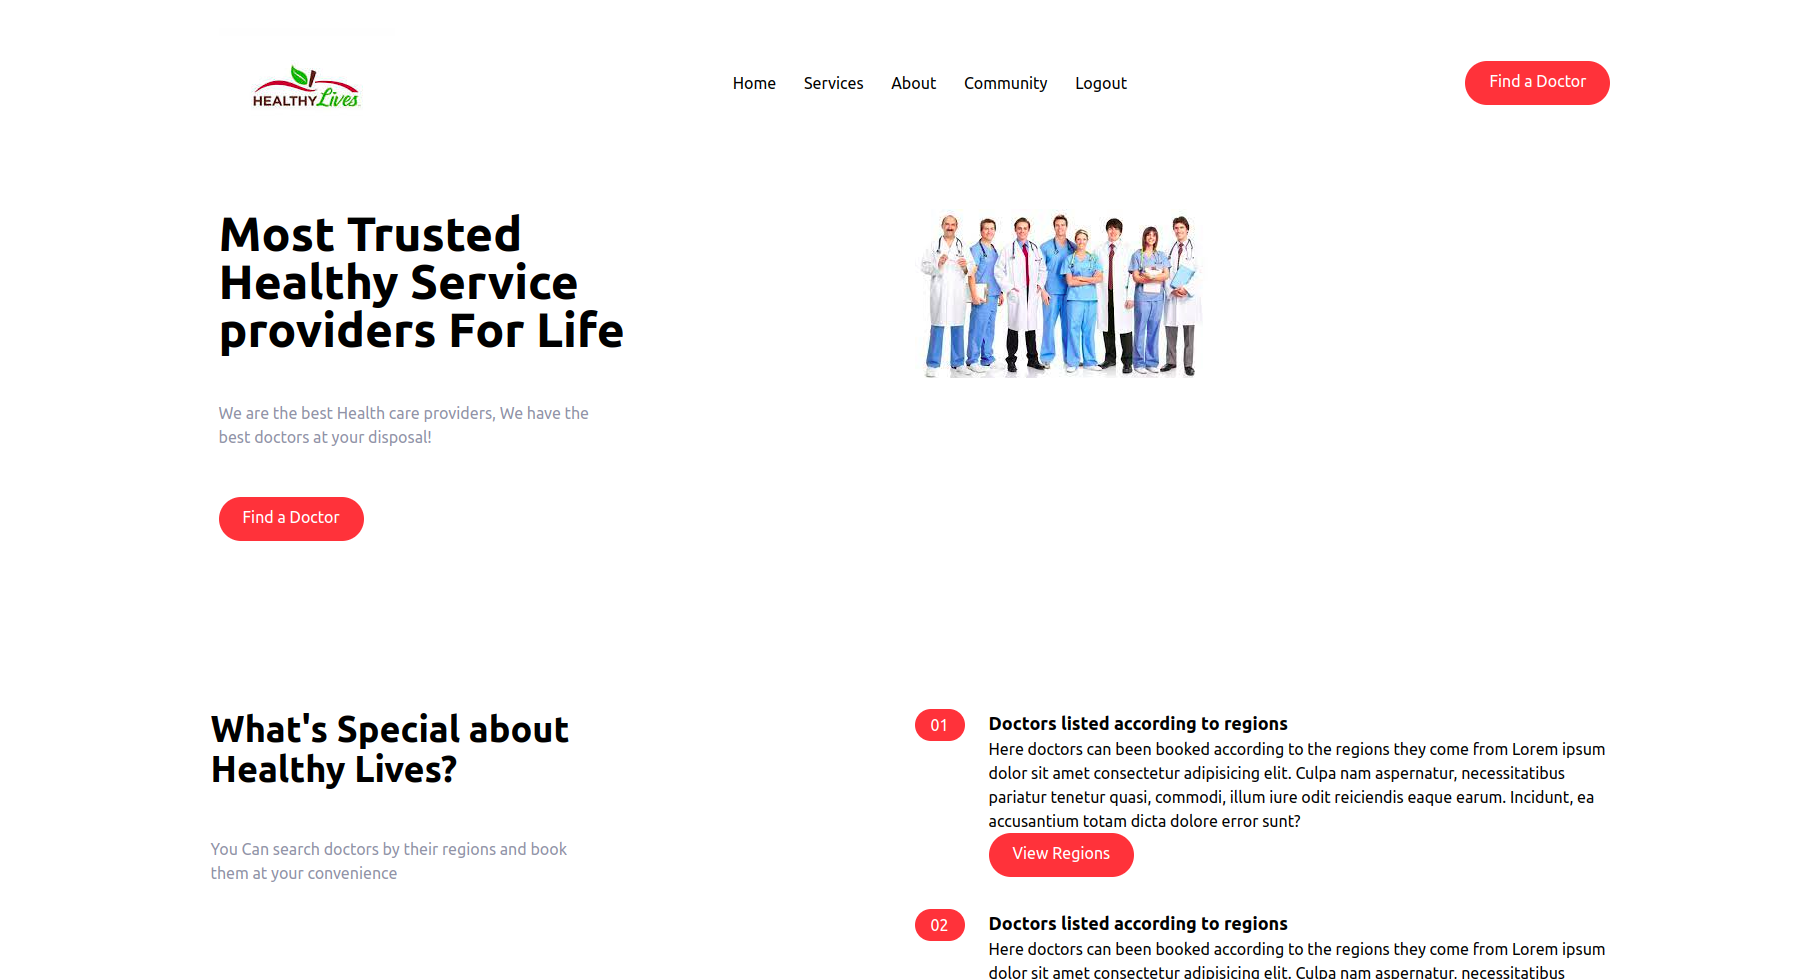 HEALTHY Lives
Home Services About Community Logout
Find a Doctor
Most Trusted
Healthy Service
providers For Life
We are the best Health care providers, We have the
best doctors at your disposal!
Find a Doctor
What's Special about
Healthy Lives?
You Can search doctors by their regions and book
them at your convenience
01
Doctors listed according to regions
Here doctors can been booked according to the regions they come from Lorem ipsum
dolor sit amet consectetur adipisicing elit. Culpa nam aspernatur, necessitatibus
pariatur tenetur quasi, commodi, illum iure odit reiciendis eaque earum. Incidunt, ea
accusantium totam dicta dolore error sunt?
View Regions
02
Doctors listed according to regions
Here doctors can been booked according to the regions they come from Lorem ipsum
dolor sit amet consectetur adipisicing elit. Culpa nam aspernatur, necessitatibus